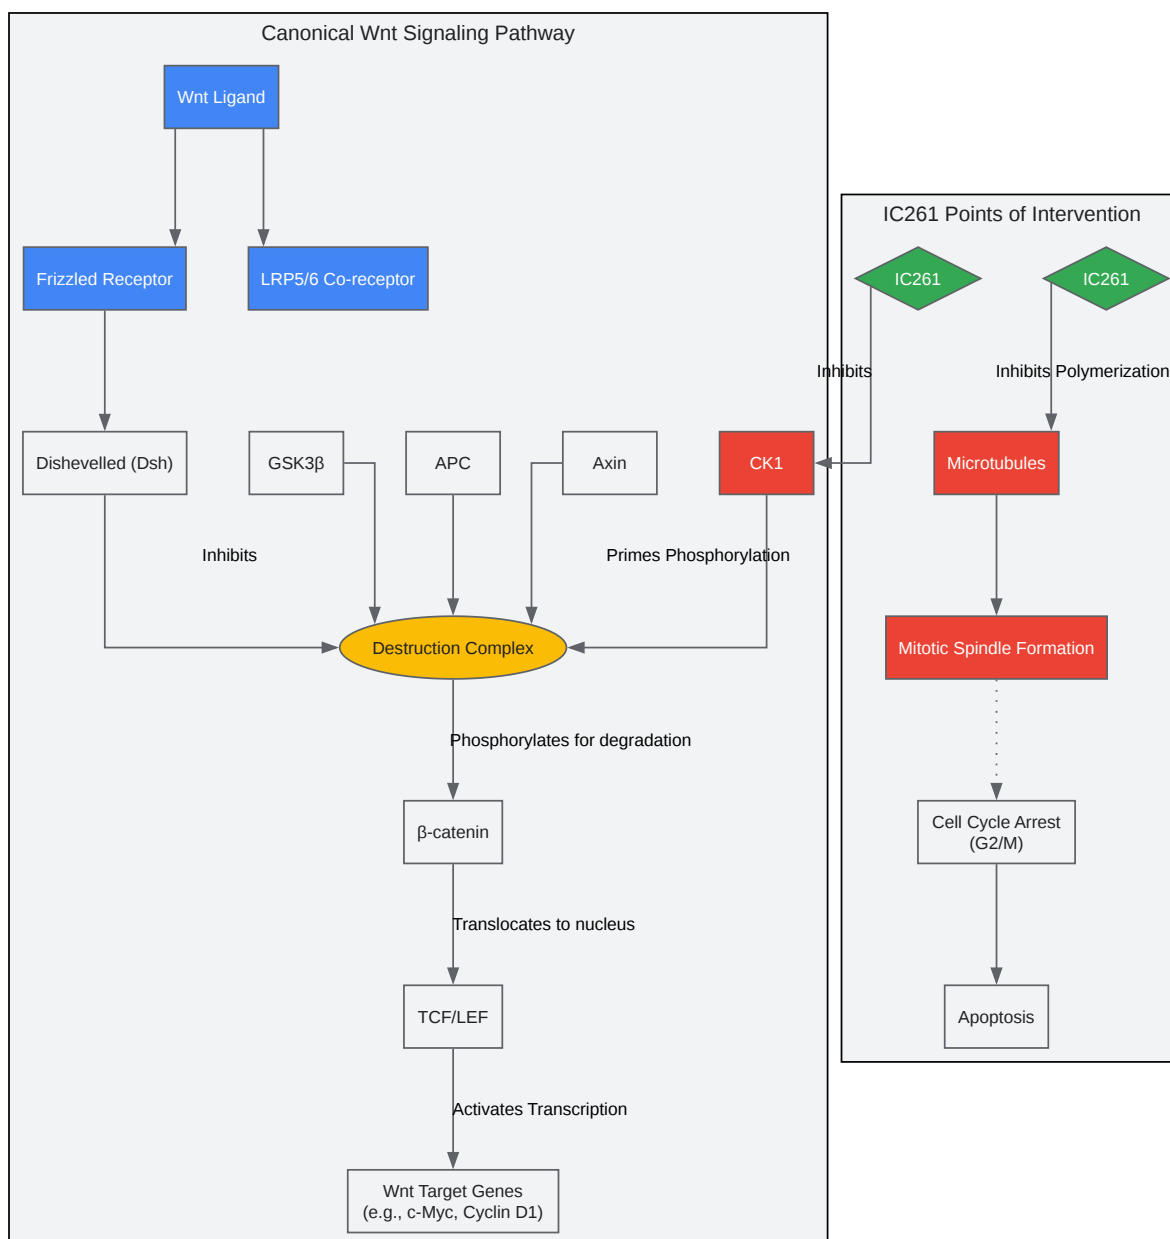 Canonical Wnt Signaling Pathway
Wnt Ligand
IC261 Points of Intervention
Frizzled Receptor
LRP5/6 Co-receptor
IC261
IC261
Inhibits
Inhibits Polymerization
Dishevelled (Dsh)
GSK3β
APC
Axin
CK1
Microtubules
Inhibits
Primes Phosphorylation
Destruction Complex
Mitotic Spindle Formation
Phosphorylates for degradation
β-catenin
Cell Cycle Arrest
(G2/M)
Translocates to nucleus
TCF/LEF
Apoptosis
Activates Transcription
Wnt Target Genes
(e.g., c-Myc, Cyclin D1)